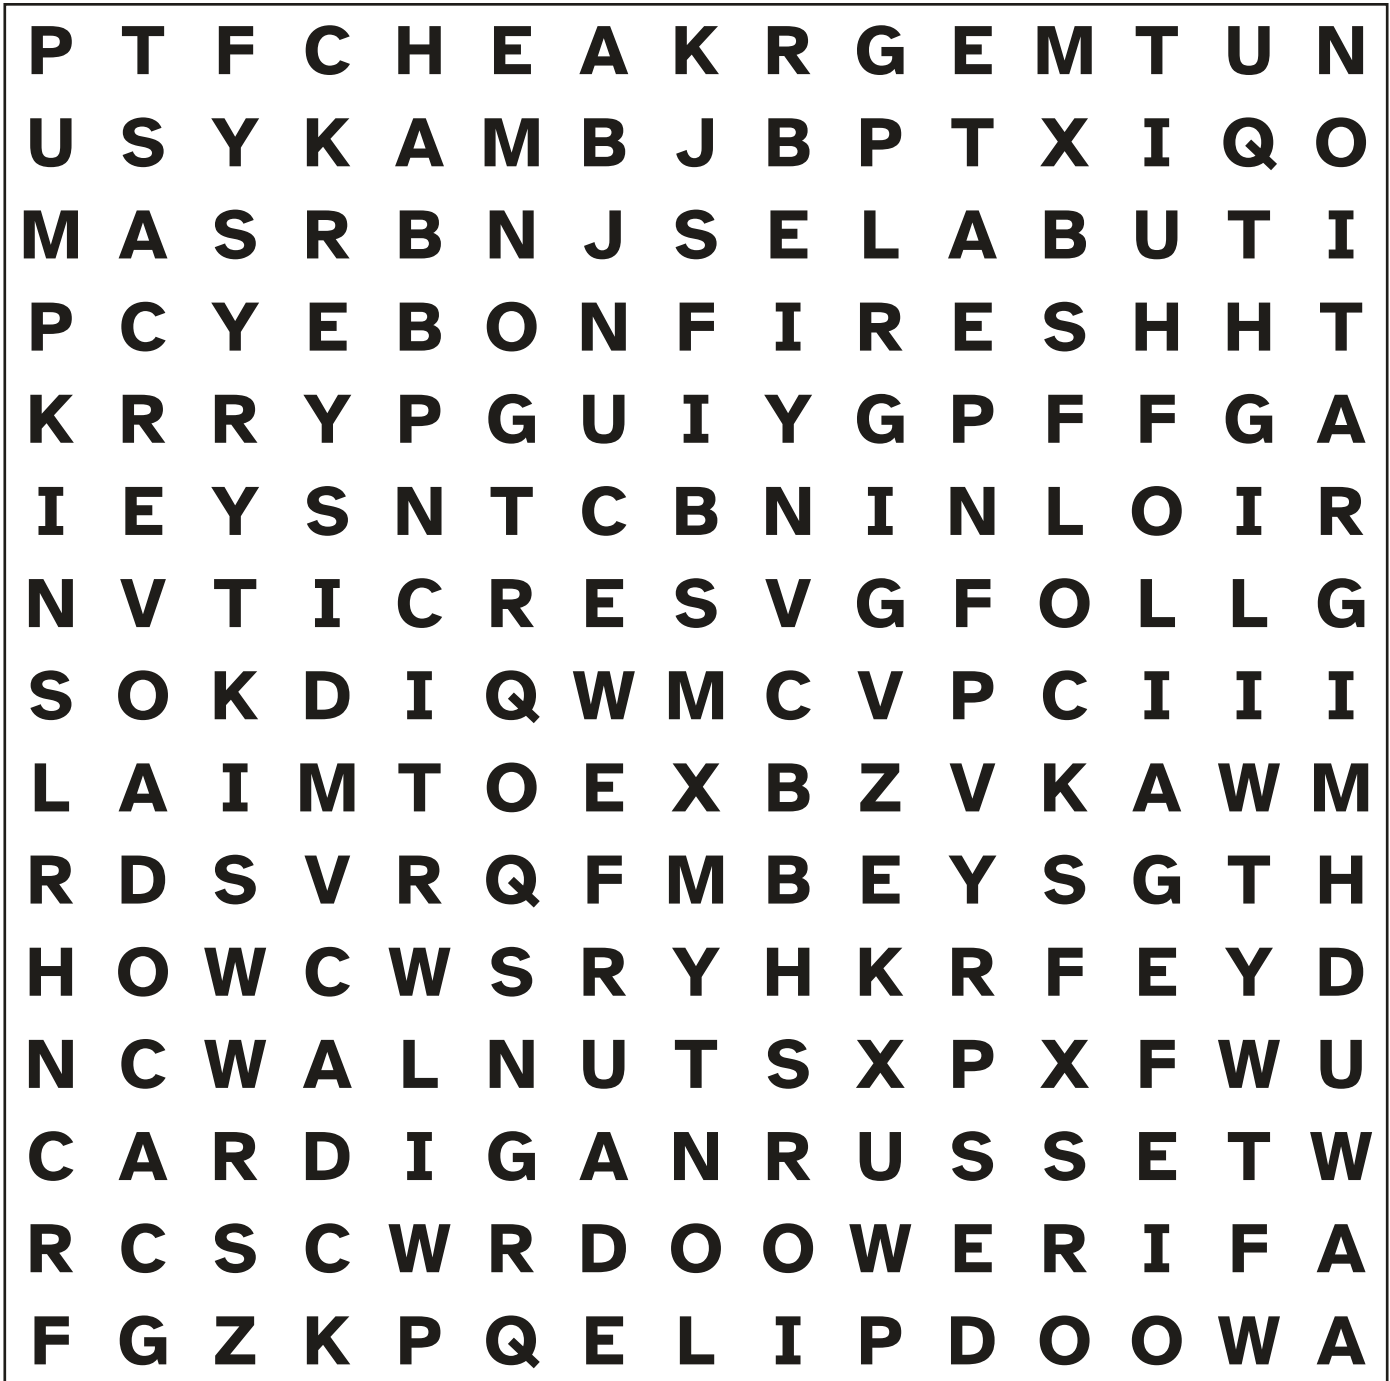 P T F C H E A K R G E M T U N
U S Y K A M B J B P T X I Q O
M A S R B N J S E L A B U T I
P C Y E B O N F I R E S H H T
K R R Y P G U I Y G P F F G A
I E Y S N T C B N I N L O I R
N V T I C R E S V G F O L L G
S O K D I Q W M C V P C I I I
L A I M T O E X B Z V K A W M
R D S V R Q F M B E Y S G T H
H O W C W S R Y H K R F E Y D
N C W A L N U T S X P X F W U
C A R D I G A N R U S S E T W
R C S C W R D O O W E R I F A
F G Z K P Q E L I P D O O W A